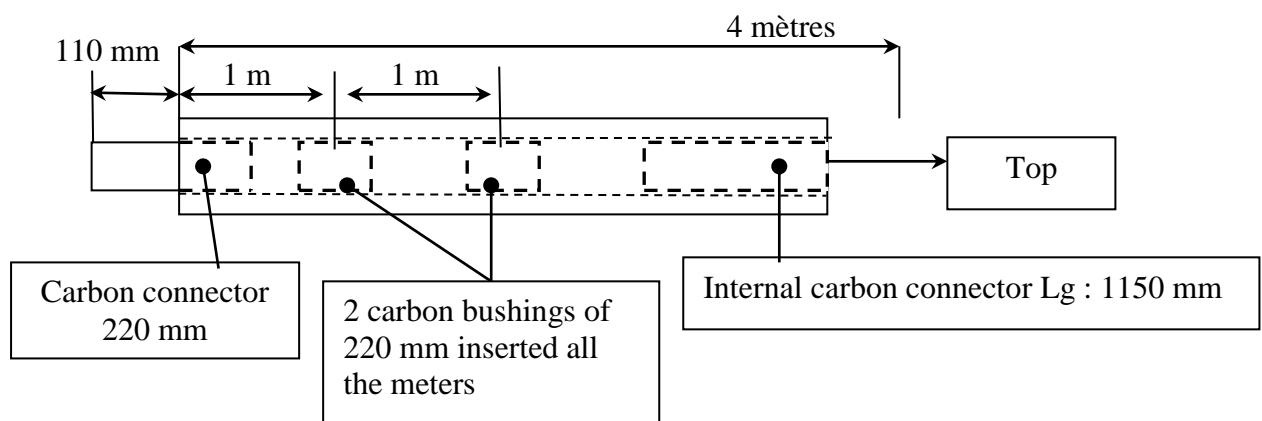 4 mètres
110 mm
1 m
1 m
Top
Carbon connector
220 mm
2 carbon bushings of
220 mm inserted all
the meters
Internal carbon connector Lg : 1150 mm